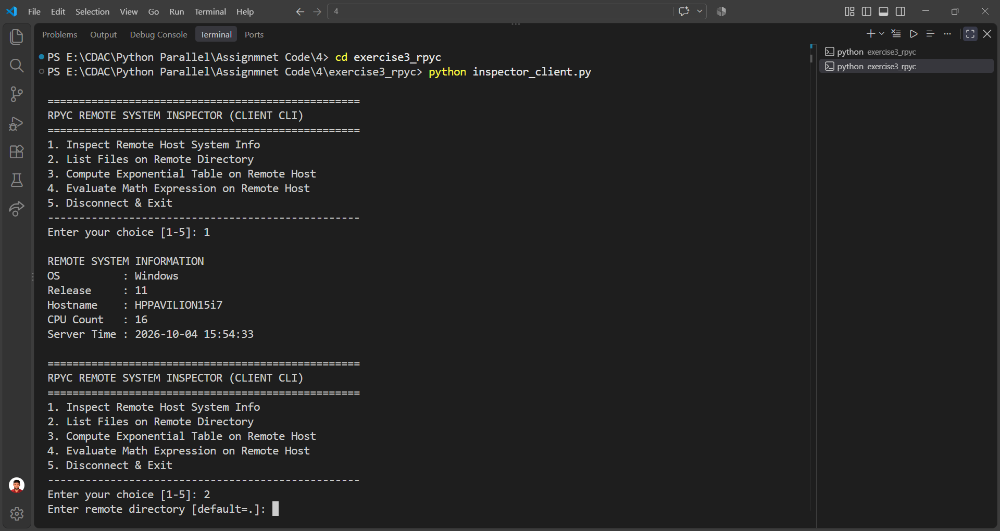 File Edit Selection View Go Run Terminal Help
4
Problems Output Debug Console Terminal Ports
PS E:\CDAC\Python Parallel\Assignmnet Code\4> cd exercise3_rpyc
PS E:\CDAC\Python Parallel\Assignmnet Code\4\exercise3_rpyc> python inspector_client.py
==================================================
RPYC REMOTE SYSTEM INSPECTOR (CLIENT CLI)
==================================================
1. Inspect Remote Host System Info
2. List Files on Remote Directory
3. Compute Exponential Table on Remote Host
4. Evaluate Math Expression on Remote Host
5. Disconnect & Exit
--------------------------------------------------
Enter your choice [1-5]: 1
REMOTE SYSTEM INFORMATION
OS          : Windows
Release     : 11
Hostname    : HPPAVILION15i7
CPU Count   : 16
Server Time : 2026-10-04 15:54:33
==================================================
RPYC REMOTE SYSTEM INSPECTOR (CLIENT CLI)
==================================================
1. Inspect Remote Host System Info
2. List Files on Remote Directory
3. Compute Exponential Table on Remote Host
4. Evaluate Math Expression on Remote Host
5. Disconnect & Exit
--------------------------------------------------
Enter your choice [1-5]: 2
Enter remote directory [default=.]:
python exercise3_rpyc
python exercise3_rpyc